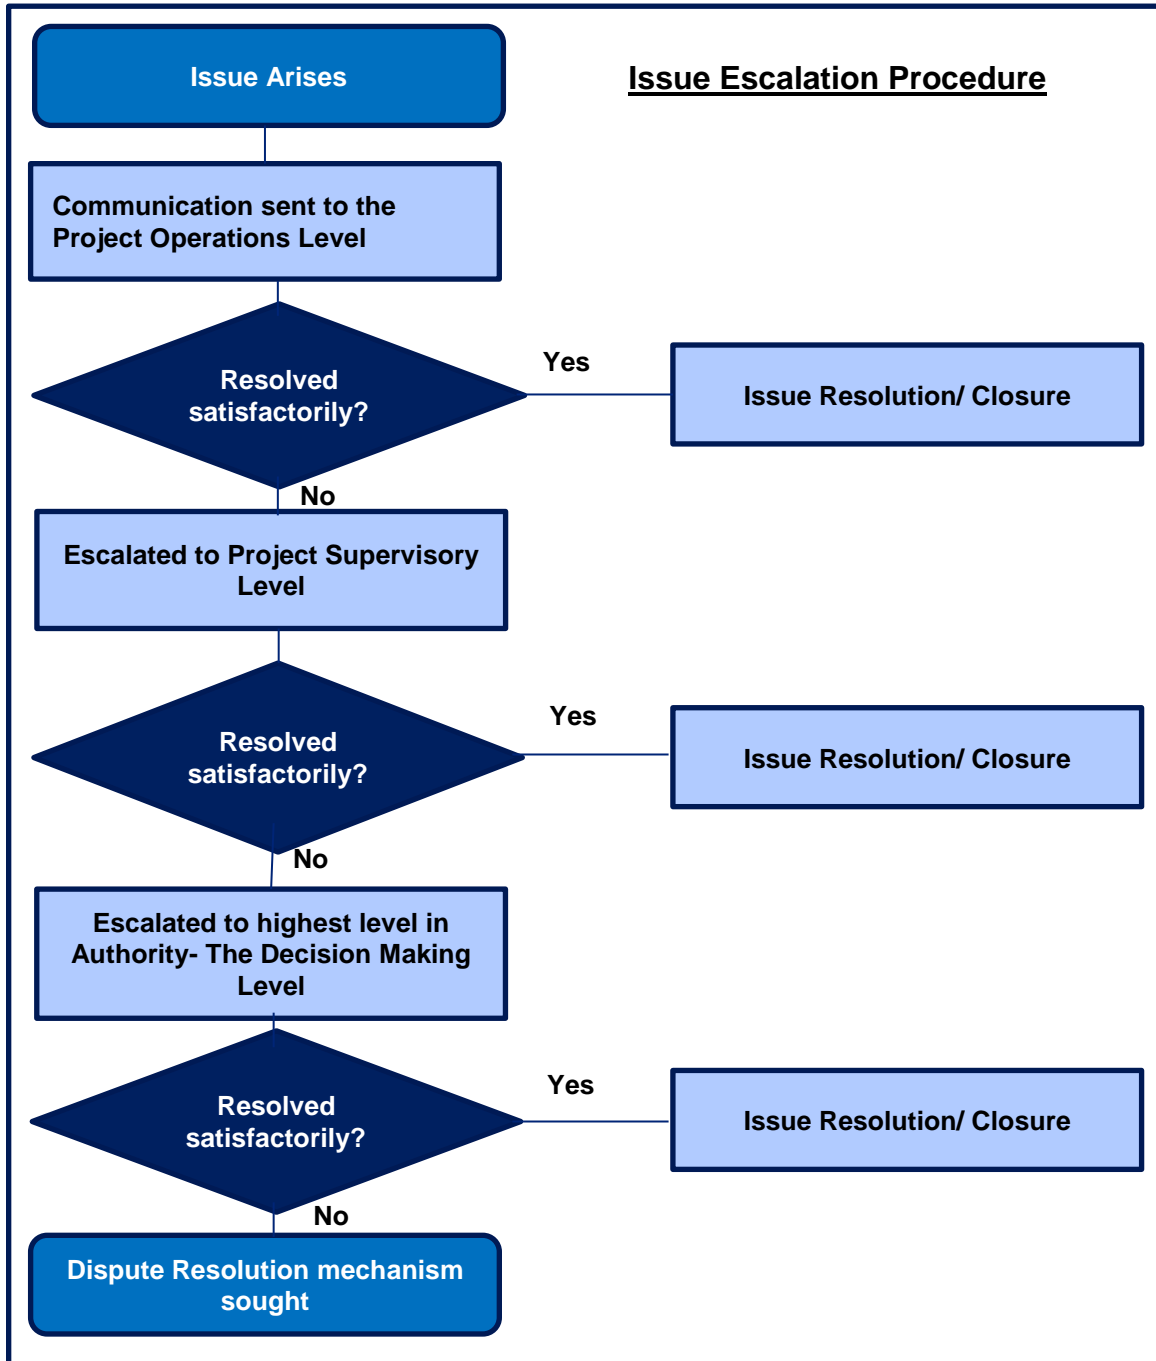 Issue Arises
Issue Escalation Procedure
Communication sent to the
Project Operations Level
Resolved
satisfactorily?
Yes
Issue Resolution/ Closure
No
Escalated to Project Supervisory
Level
Resolved
satisfactorily?
Yes
Issue Resolution/ Closure
No
Escalated to highest level in
Authority- The Decision Making
Level
Resolved
satisfactorily?
Yes
Issue Resolution/ Closure
No
Dispute Resolution mechanism
sought